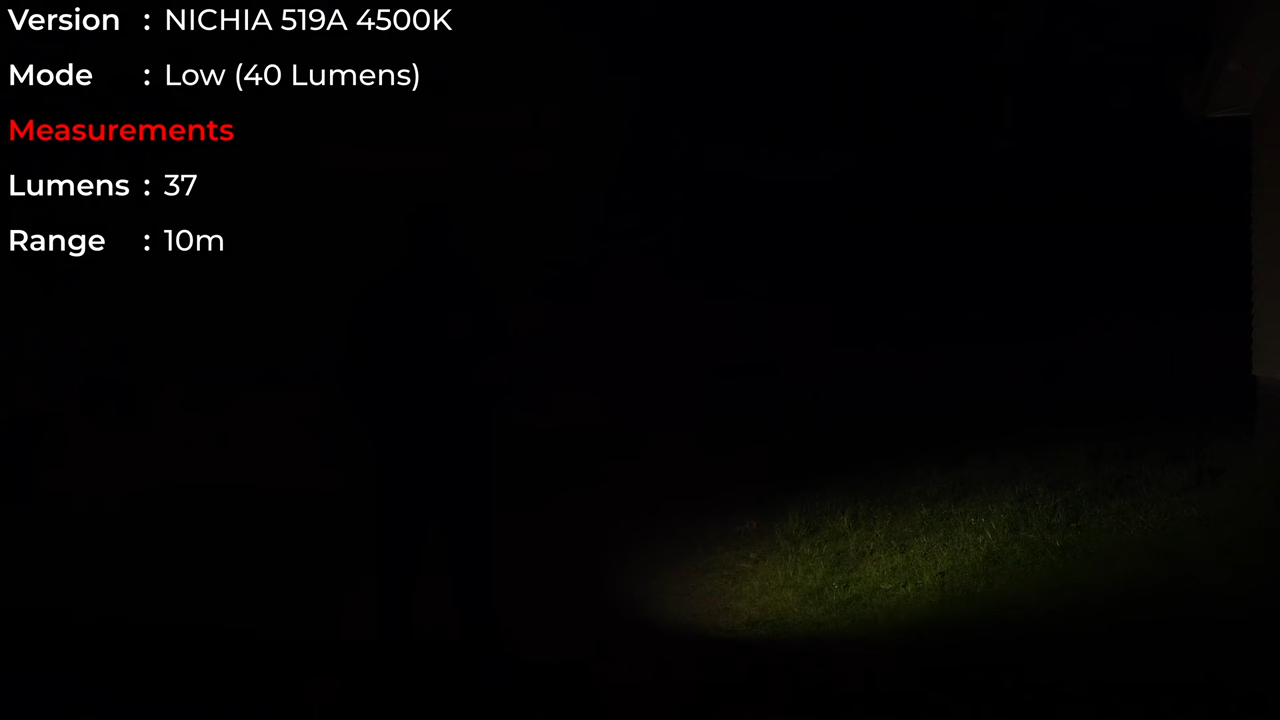 Version : NICHIA 519A 4500K
Mode : Low (40 Lumens)
Measurements
Lumens : 37
Range : 10m